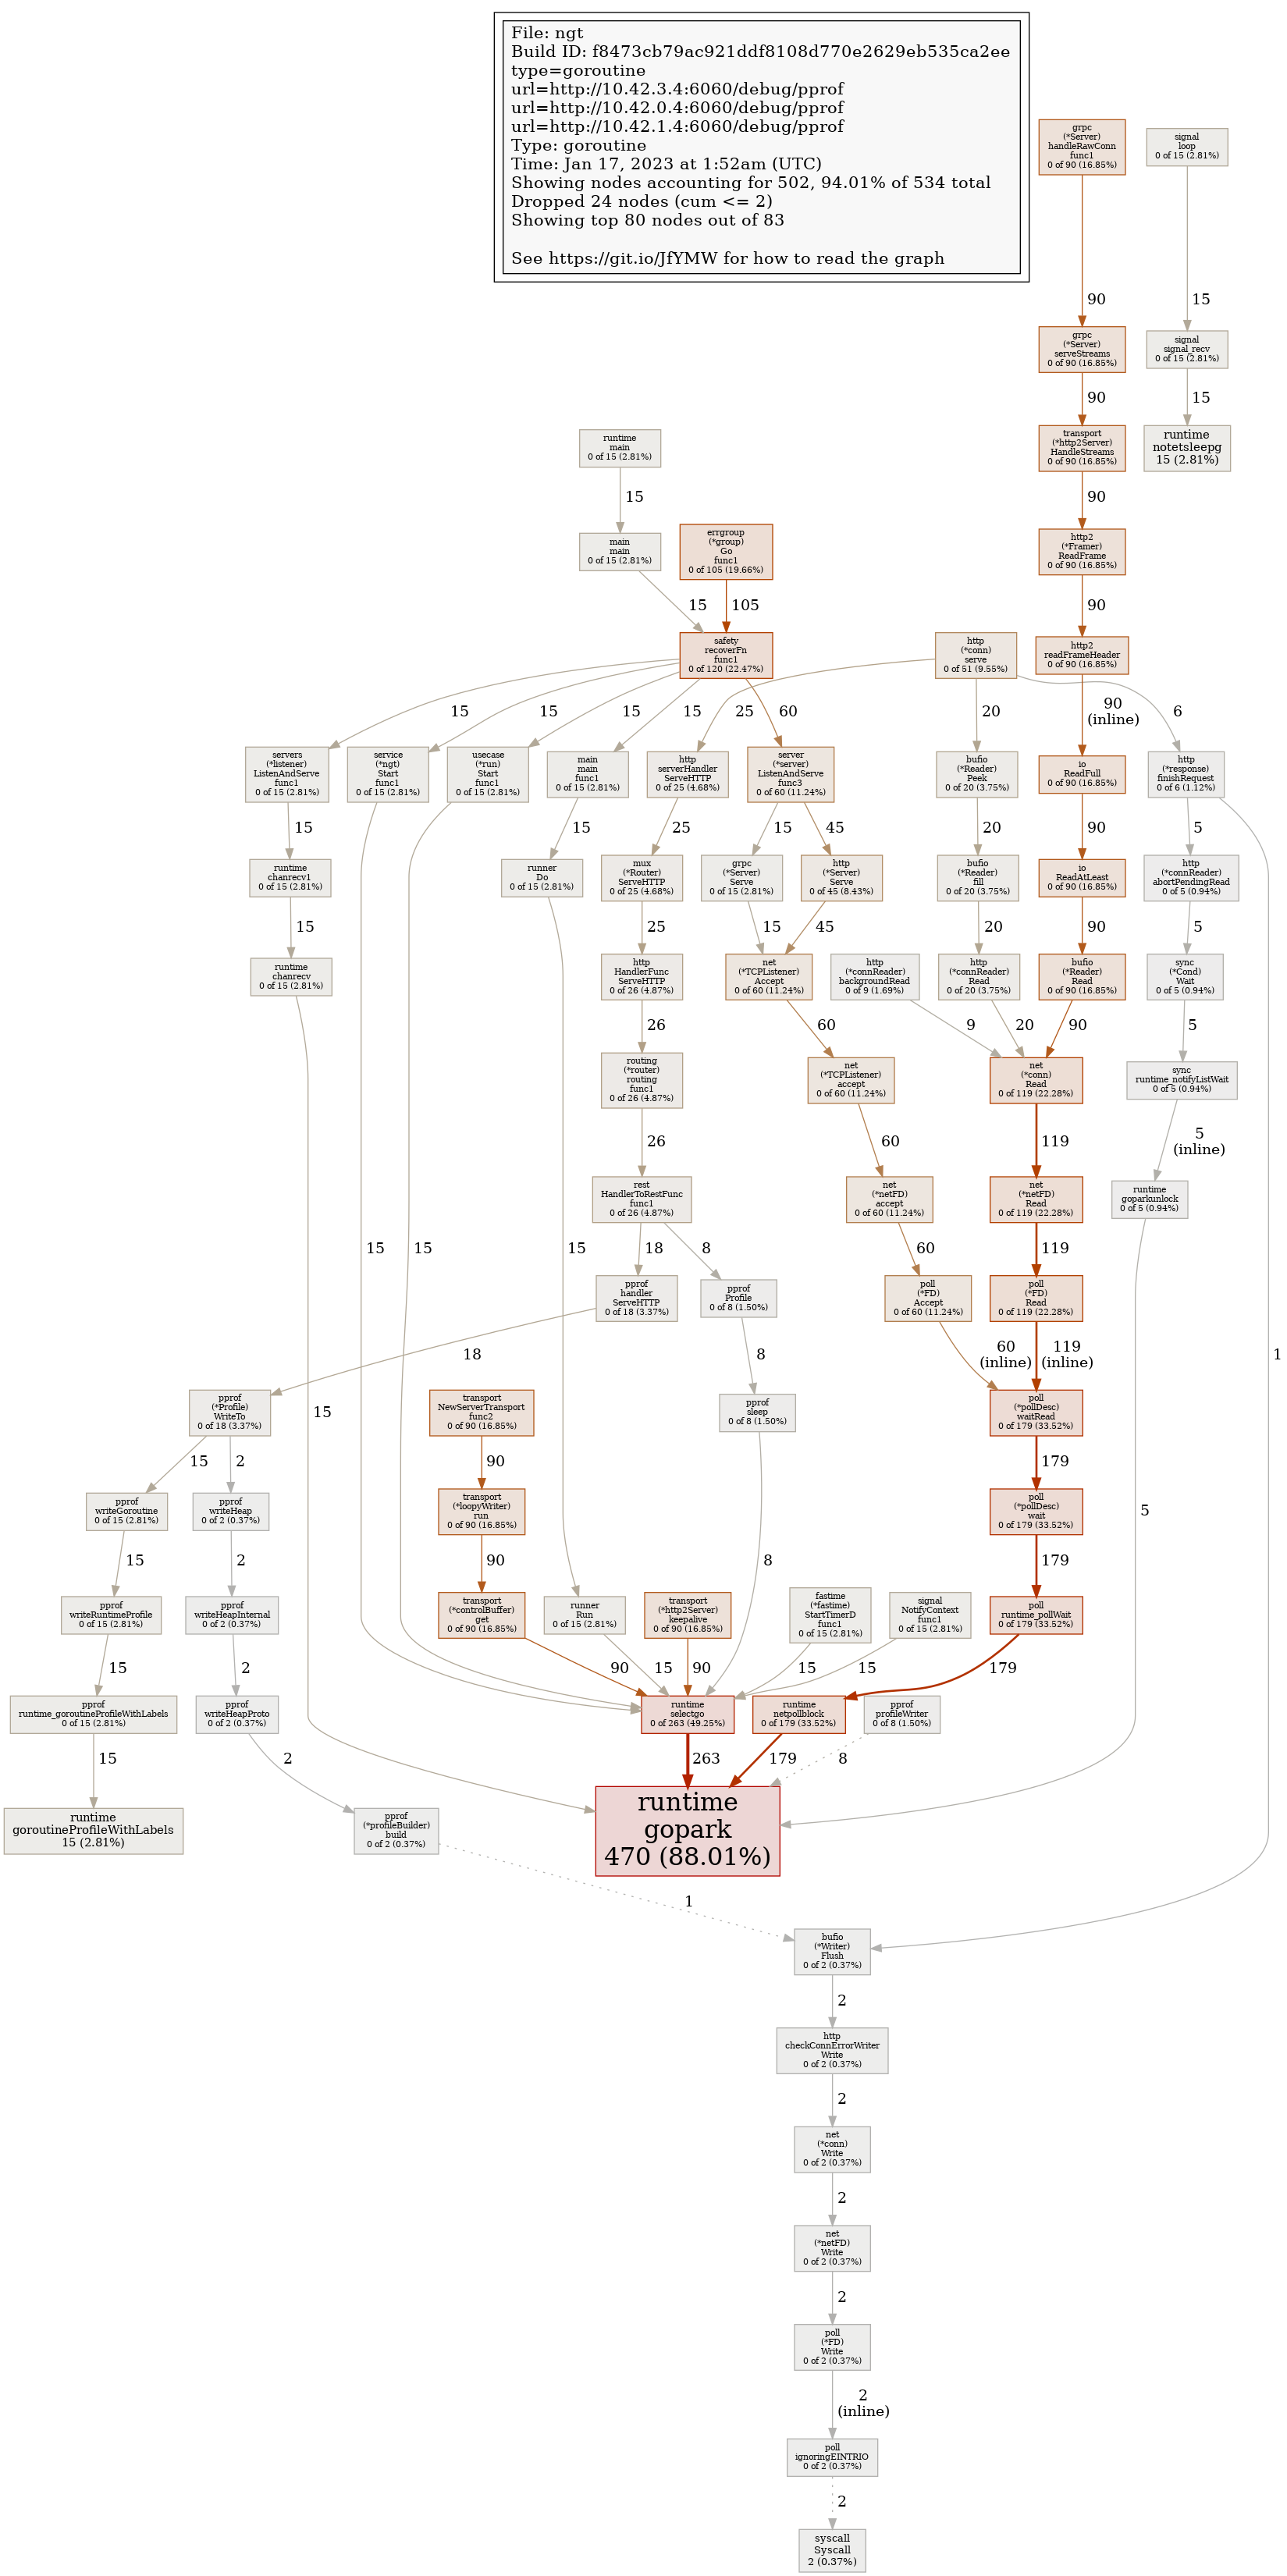 File: ngt
Build ID: f8473cb79ac921ddf8108d770e2629eb535ca2ee
type=goroutine
url=http://10.42.3.4:6060/debug/pprof
url=http://10.42.0.4:6060/debug/pprof
url=http://10.42.1.4:6060/debug/pprof
Type: goroutine
Time: Jan 17, 2023 at 1:52am (UTC)
Showing nodes accounting for 502, 94.01% of 534 total
Dropped 24 nodes (cum <= 2)
Showing top 80 nodes out of 83
See https://git.io/JfYMW for how to read the graph
grpc
(*Server)
handleRawConn
func1
0 of 90 (16.85%)
signal
loop
0 of 15 (2.81%)
90
15
grpc
(*Server)
serveStreams
0 of 90 (16.85%)
signal
signal_recv
0 of 15 (2.81%)
90
15
transport
(*http2Server)
HandleStreams
0 of 90 (16.85%)
runtime
notetsleepg
15 (2.81%)
runtime
main
0 of 15 (2.81%)
15
90
main
main
0 of 15 (2.81%)
errgroup
(*group)
Go
func1
0 of 105 (19.66%)
http2
(*Framer)
ReadFrame
0 of 90 (16.85%)
15
105
90
safety
recoverFn
func1
0 of 120 (22.47%)
http
(*conn)
serve
0 of 51 (9.55%)
http2
readFrameHeader
0 of 90 (16.85%)
15
15
15
15
25
60
20
90
(inline)
6
servers
(*listener)
ListenAndServe
func1
0 of 15 (2.81%)
service
(*ngt)
Start
func1
0 of 15 (2.81%)
usecase
(*run)
Start
func1
0 of 15 (2.81%)
main
main
func1
0 of 15 (2.81%)
http
serverHandler
ServeHTTP
0 of 25 (4.68%)
server
(*server)
ListenAndServe
func3
0 of 60 (11.24%)
bufio
(*Reader)
Peek
0 of 20 (3.75%)
io
ReadFull
0 of 90 (16.85%)
http
(*response)
finishRequest
0 of 6 (1.12%)
15
15
25
15
45
20
90
5
runtime
chanrecv1
0 of 15 (2.81%)
runner
Do
0 of 15 (2.81%)
mux
(*Router)
ServeHTTP
0 of 25 (4.68%)
grpc
(*Server)
Serve
0 of 15 (2.81%)
http
(*Server)
Serve
0 of 45 (8.43%)
bufio
(*Reader)
fill
0 of 20 (3.75%)
io
ReadAtLeast
0 of 90 (16.85%)
http
(*connReader)
abortPendingRead
0 of 5 (0.94%)
15
25
15
45
20
90
5
runtime
chanrecv
0 of 15 (2.81%)
http
HandlerFunc
ServeHTTP
0 of 26 (4.87%)
net
(*TCPListener)
Accept
0 of 60 (11.24%)
http
(*connReader)
backgroundRead
0 of 9 (1.69%)
http
(*connReader)
Read
0 of 20 (3.75%)
bufio
(*Reader)
Read
0 of 90 (16.85%)
sync
(*Cond)
Wait
0 of 5 (0.94%)
26
60
9
20
90
5
routing
(*router)
routing
func1
0 of 26 (4.87%)
net
(*TCPListener)
accept
0 of 60 (11.24%)
net
(*conn)
Read
0 of 119 (22.28%)
sync
runtime_notifyListWait
0 of 5 (0.94%)
26
60
119
5
(inline)
rest
HandlerToRestFunc
func1
0 of 26 (4.87%)
net
(*netFD)
accept
0 of 60 (11.24%)
net
(*netFD)
Read
0 of 119 (22.28%)
runtime
goparkunlock
0 of 5 (0.94%)
15
15
15
18
8
60
119
pprof
handler
ServeHTTP
0 of 18 (3.37%)
pprof
Profile
0 of 8 (1.50%)
poll
(*FD)
Accept
0 of 60 (11.24%)
poll
(*FD)
Read
0 of 119 (22.28%)
18
8
60
(inline)
119
(inline)
1
pprof
(*Profile)
WriteTo
0 of 18 (3.37%)
15
transport
NewServerTransport
func2
0 of 90 (16.85%)
pprof
sleep
0 of 8 (1.50%)
poll
(*pollDesc)
waitRead
0 of 179 (33.52%)
15
2
90
179
pprof
writeGoroutine
0 of 15 (2.81%)
pprof
writeHeap
0 of 2 (0.37%)
transport
(*loopyWriter)
run
0 of 90 (16.85%)
poll
(*pollDesc)
wait
0 of 179 (33.52%)
5
15
2
90
8
179
pprof
writeRuntimeProfile
0 of 15 (2.81%)
pprof
writeHeapInternal
0 of 2 (0.37%)
transport
(*controlBuffer)
get
0 of 90 (16.85%)
runner
Run
0 of 15 (2.81%)
transport
(*http2Server)
keepalive
0 of 90 (16.85%)
fastime
(*fastime)
StartTimerD
func1
0 of 15 (2.81%)
signal
NotifyContext
func1
0 of 15 (2.81%)
poll
runtime_pollWait
0 of 179 (33.52%)
15
2
90
15
90
15
15
179
pprof
runtime_goroutineProfileWithLabels
0 of 15 (2.81%)
pprof
writeHeapProto
0 of 2 (0.37%)
runtime
selectgo
0 of 263 (49.25%)
runtime
netpollblock
0 of 179 (33.52%)
pprof
profileWriter
0 of 8 (1.50%)
15
2
263
179
8
runtime
goroutineProfileWithLabels
15 (2.81%)
pprof
(*profileBuilder)
build
0 of 2 (0.37%)
runtime
gopark
470 (88.01%)
1
bufio
(*Writer)
Flush
0 of 2 (0.37%)
2
http
checkConnErrorWriter
Write
0 of 2 (0.37%)
2
net
(*conn)
Write
0 of 2 (0.37%)
2
net
(*netFD)
Write
0 of 2 (0.37%)
2
poll
(*FD)
Write
0 of 2 (0.37%)
2
(inline)
poll
ignoringEINTRIO
0 of 2 (0.37%)
2
syscall
Syscall
2 (0.37%)